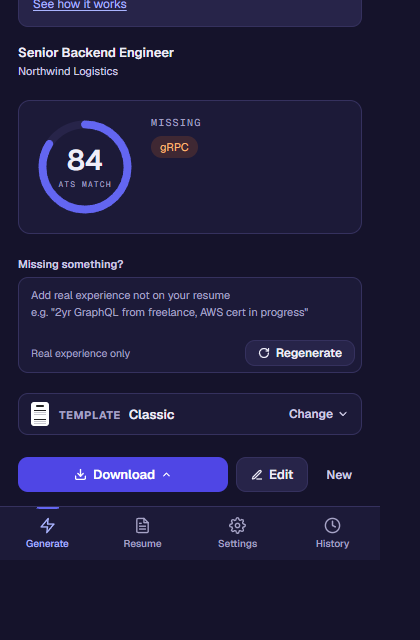 See how it works
Senior Backend Engineer
Northwind Logistics
MISSING
gRPC
84
ATS MATCH
Missing something?
Add real experience not on your resume
e.g. "2yr GraphQL from freelance, AWS cert in progress"
Real experience only
Regenerate
TEMPLATE Classic
Change
Download
Edit
New
Generate
Resume
Settings
History